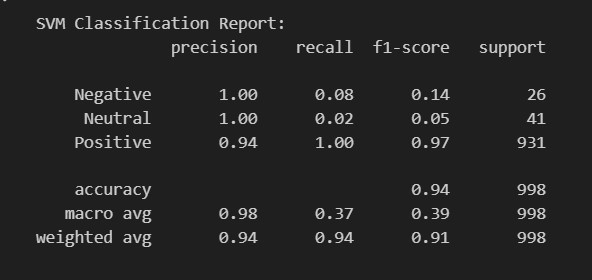 SVM Classification Report:
precision recall f1-score support
Negative 1.00 0.08 0.14 26
Neutral 1.00 0.02 0.05 41
Positive 0.94 1.00 0.97 931
accuracy 0.94 998
macro avg 0.98 0.37 0.39 998
weighted avg 0.94 0.94 0.91 998